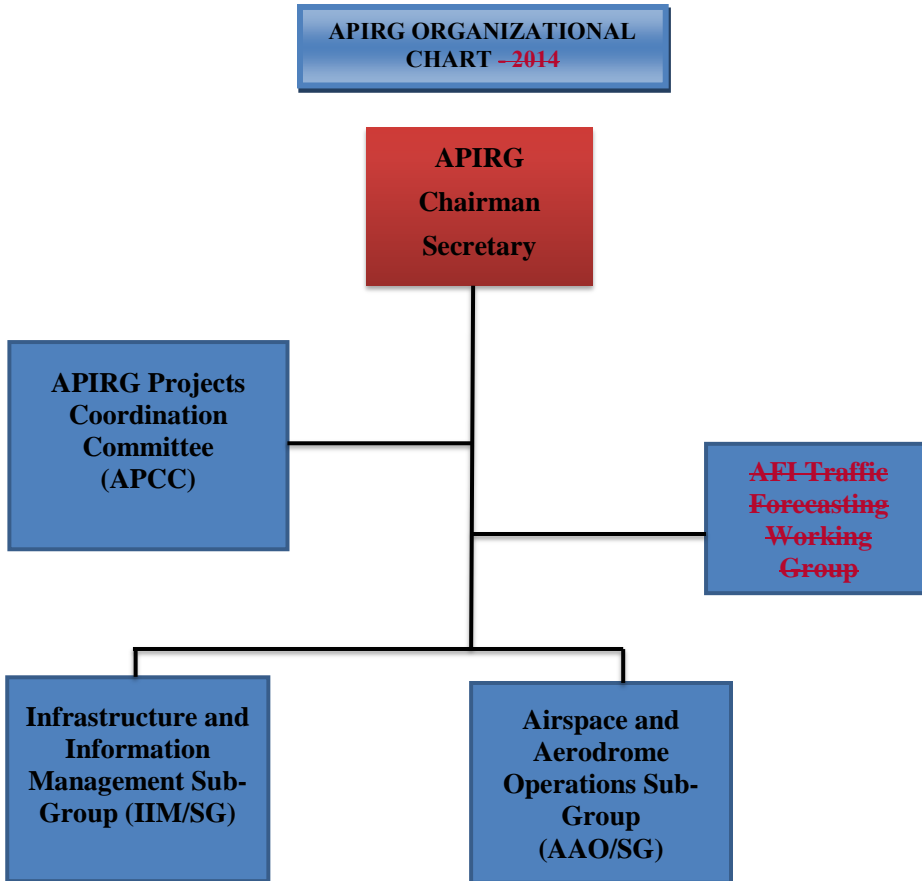 APIRG ORGANIZATIONAL
CHART - 2014
APIRG
Chairman
Secretary
APIRG Projects
Coordination
Committee
(APCC)
AFI Traffic
Forecasting
Working
Group
Infrastructure and
Information
Management Sub-
Group (IIM/SG)
Airspace and
Aerodrome
Operations Sub-
Group
(AAO/SG)